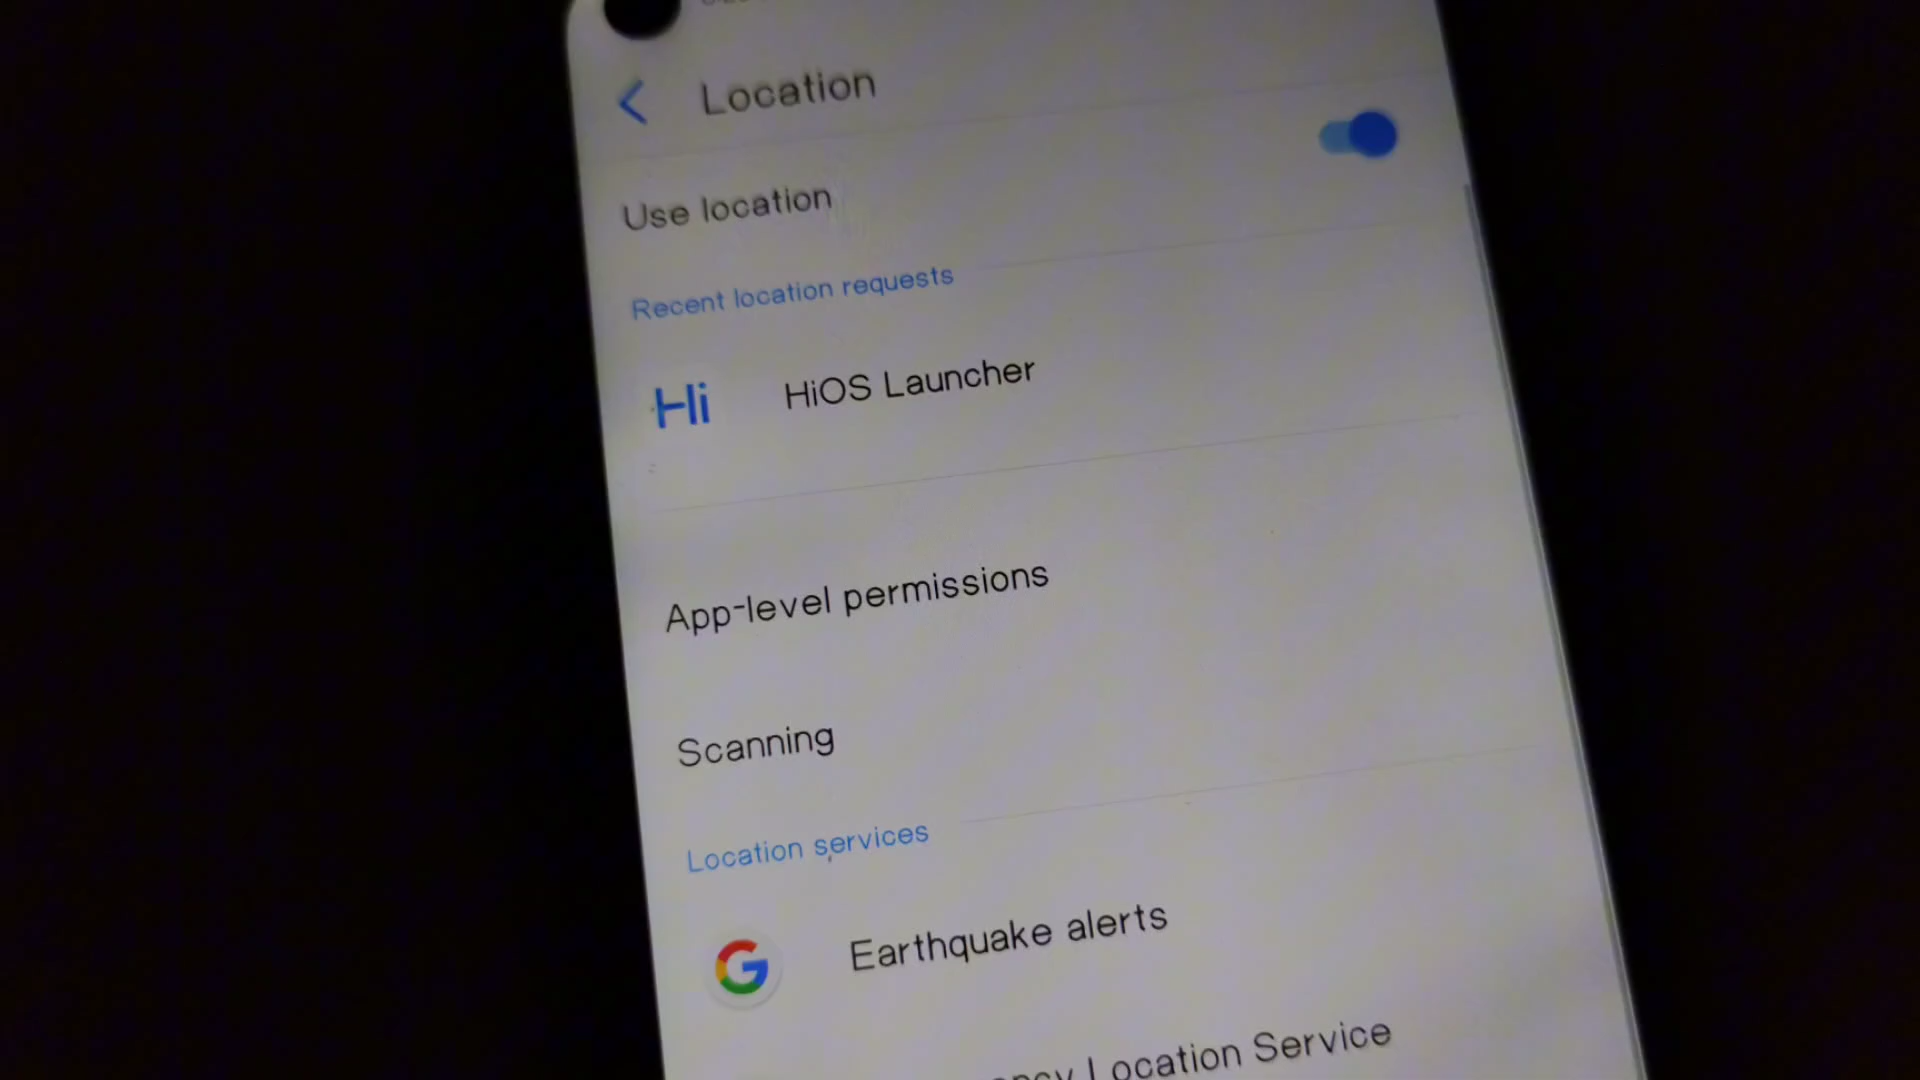 Location
Use location
Recent location requests
Hi HiOS Launcher
App-level permissions
Scanning
Location services
G Earthquake alerts
Location Service